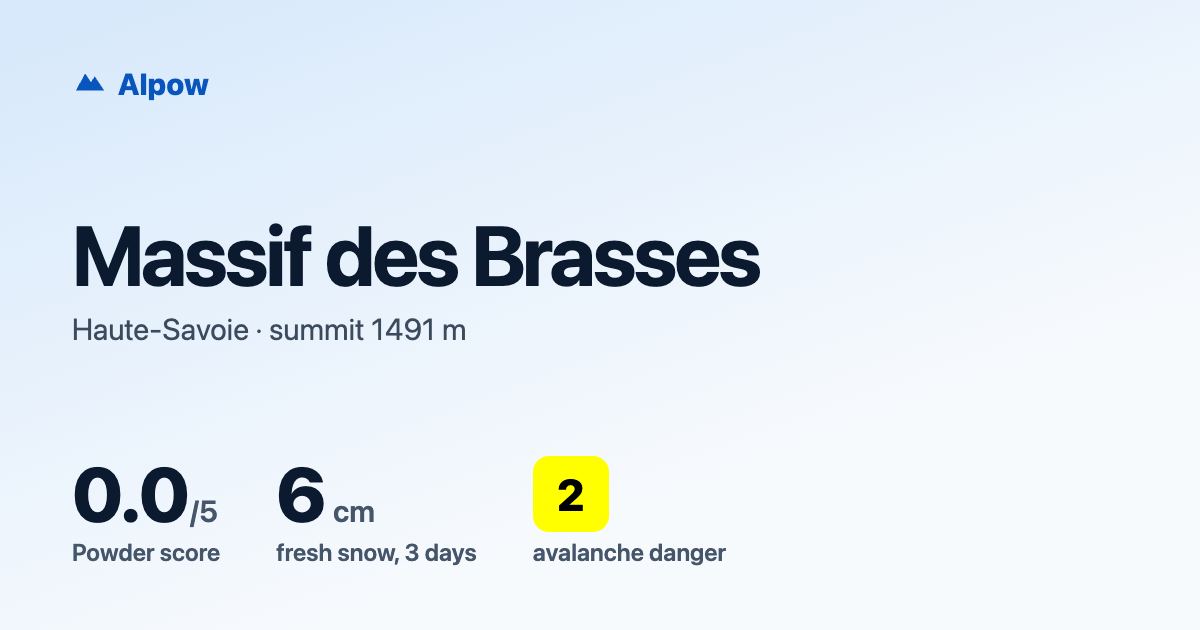 Alpow
Massif des Brasses
Haute-Savoie · summit 1491 m
0.0/5
Powder score
6 cm
fresh snow, 3 days
2
avalanche danger